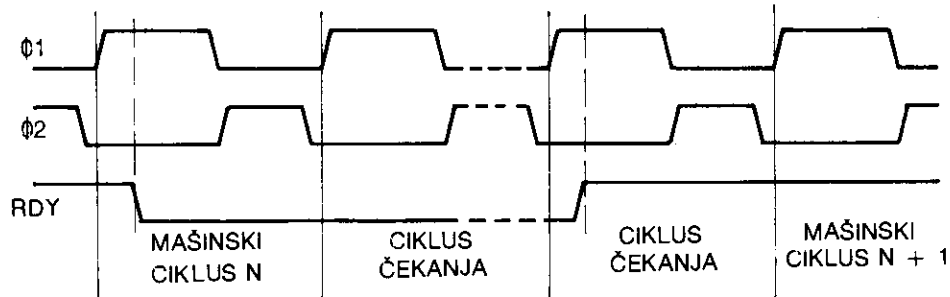 ϕ1
ϕ2
RDY
MAŠINSKI
CIKLUS N
CIKLUS
ČEKANJA
CIKLUS
ČEKANJA
MAŠINSKI
CIKLUS N + 1